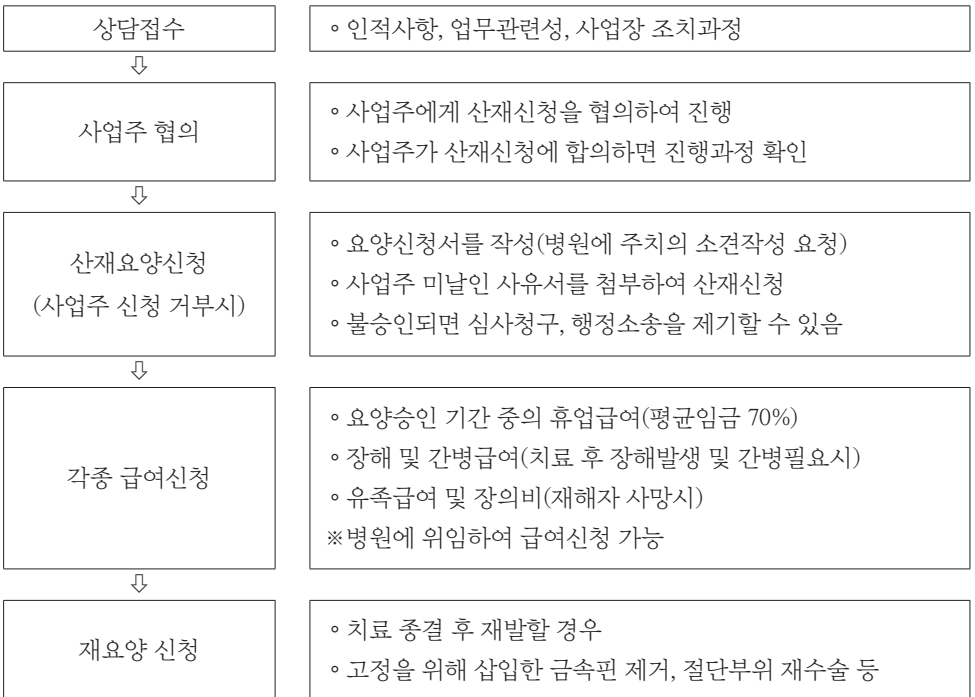 상담접수
∘인적사항, 업무관련성, 사업장 조치과정
⇩
사업주 협의
∘사업주에게 산재신청을 협의하여 진행
∘사업주가 산재신청에 합의하면 진행과정 확인
⇩
산재요양신청
(사업주 신청 거부시)
∘요양신청서를 작성(병원에 주치의 소견작성 요청)
∘사업주 미날인 사유서를 첨부하여 산재신청
∘불승인되면 심사청구, 행정소송을 제기할 수 있음
⇩
각종 급여신청
∘요양승인 기간 중의 휴업급여(평균임금 70%)
∘장해 및 간병급여(치료 후 장해발생 및 간병필요시)
∘유족급여 및 장의비(재해자 사망시)
※병원에 위임하여 급여신청 가능
⇩
재요양 신청
∘치료 종결 후 재발할 경우
∘고정을 위해 삽입한 금속핀 제거, 절단부위 재수술 등